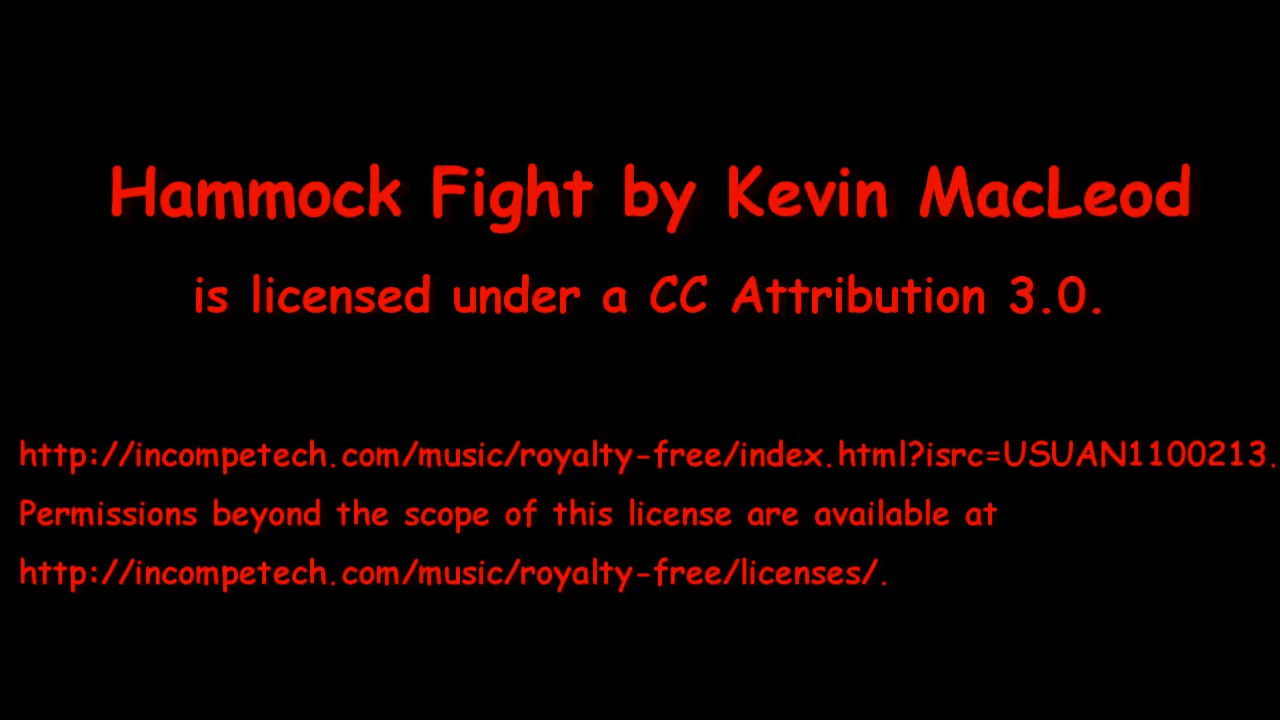 Hammock Fight by Kevin MacLeod
is licensed under a CC Attribution 3.0.
http://incompetech.com/music/royalty-free/index.html?isrc=USUAN1100213.
Permissions beyond the scope of this license are available at
http://incompetech.com/music/royalty-free/licenses/.